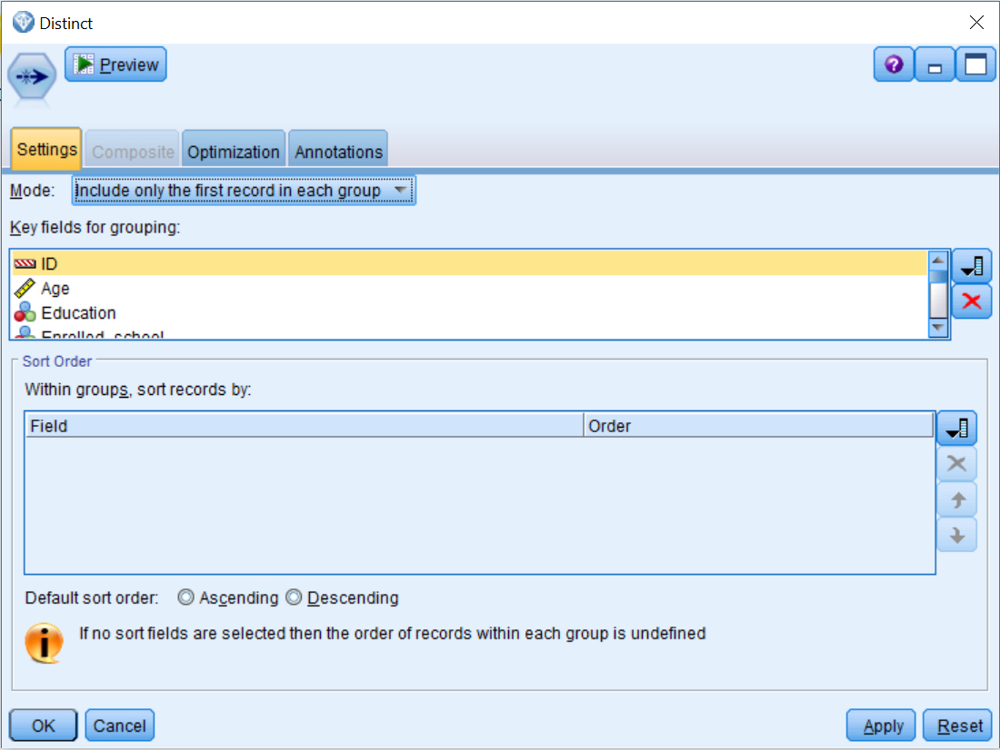 Distinct
Preview
Settings Composite Optimization Annotations
Mode: Include only the first record in each group
Key fields for grouping:
ID
Age
Education
Enrolled_school
Sort Order
Within groups, sort records by:
Field Order
Default sort order: Ascending Descending
If no sort fields are selected then the order of records within each group is undefined
OK Cancel Apply Reset